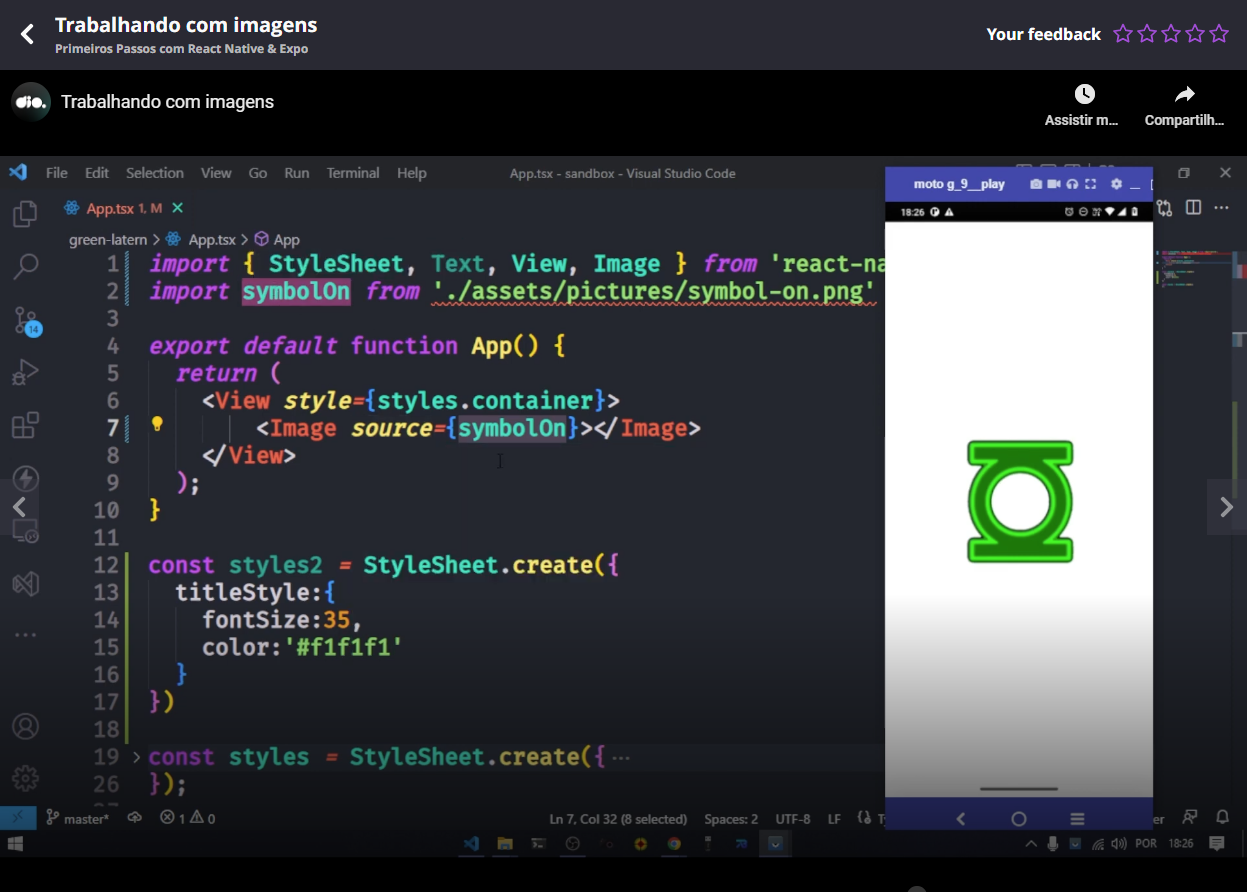 Trabalhando com imagens
Primeiros Passos com React Native & Expo
Your feedback
dio.
Trabalhando com imagens
Assistir m...
Compartilh...
File Edit Selection View Go Run Terminal Help
App.tsx - sandbox - Visual Studio Code
moto g_9__play
18:26
App.tsx 1, M
green-latern > App.tsx > App
1 import { StyleSheet, Text, View, Image } from 'react-na
2 import symbolOn from './assets/pictures/symbol-on.png'
3
4 export default function App() {
5 return (
6 <View style={styles.container}>
7 <Image source={symbolOn}></Image>
8 </View>
9 );
10 }
11
12 const styles2 = StyleSheet.create({
13 titleStyle:{
14 fontSize:35,
15 color:'#f1f1f1'
16 }
17 })
18
19 const styles = StyleSheet.create({ ...
26 });
14
master* 1 0
Ln 7, Col 32 (8 selected) Spaces: 2 UTF-8 LF
er
POR 18:26